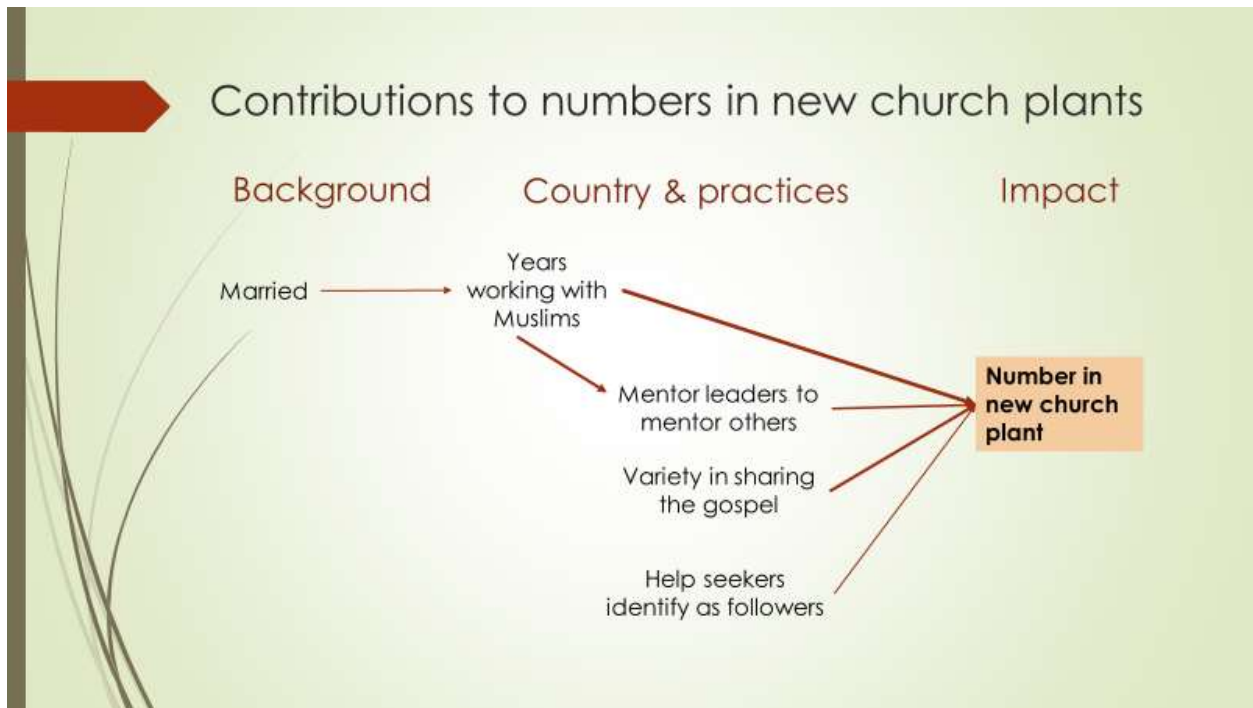 Contributions to numbers in new church plants
Background
Country & practices
Impact
Married
Years
working with
Muslims
Mentor leaders to
mentor others
Variety in sharing
the gospel
Help seekers
identify as followers
Number in
new church
plant